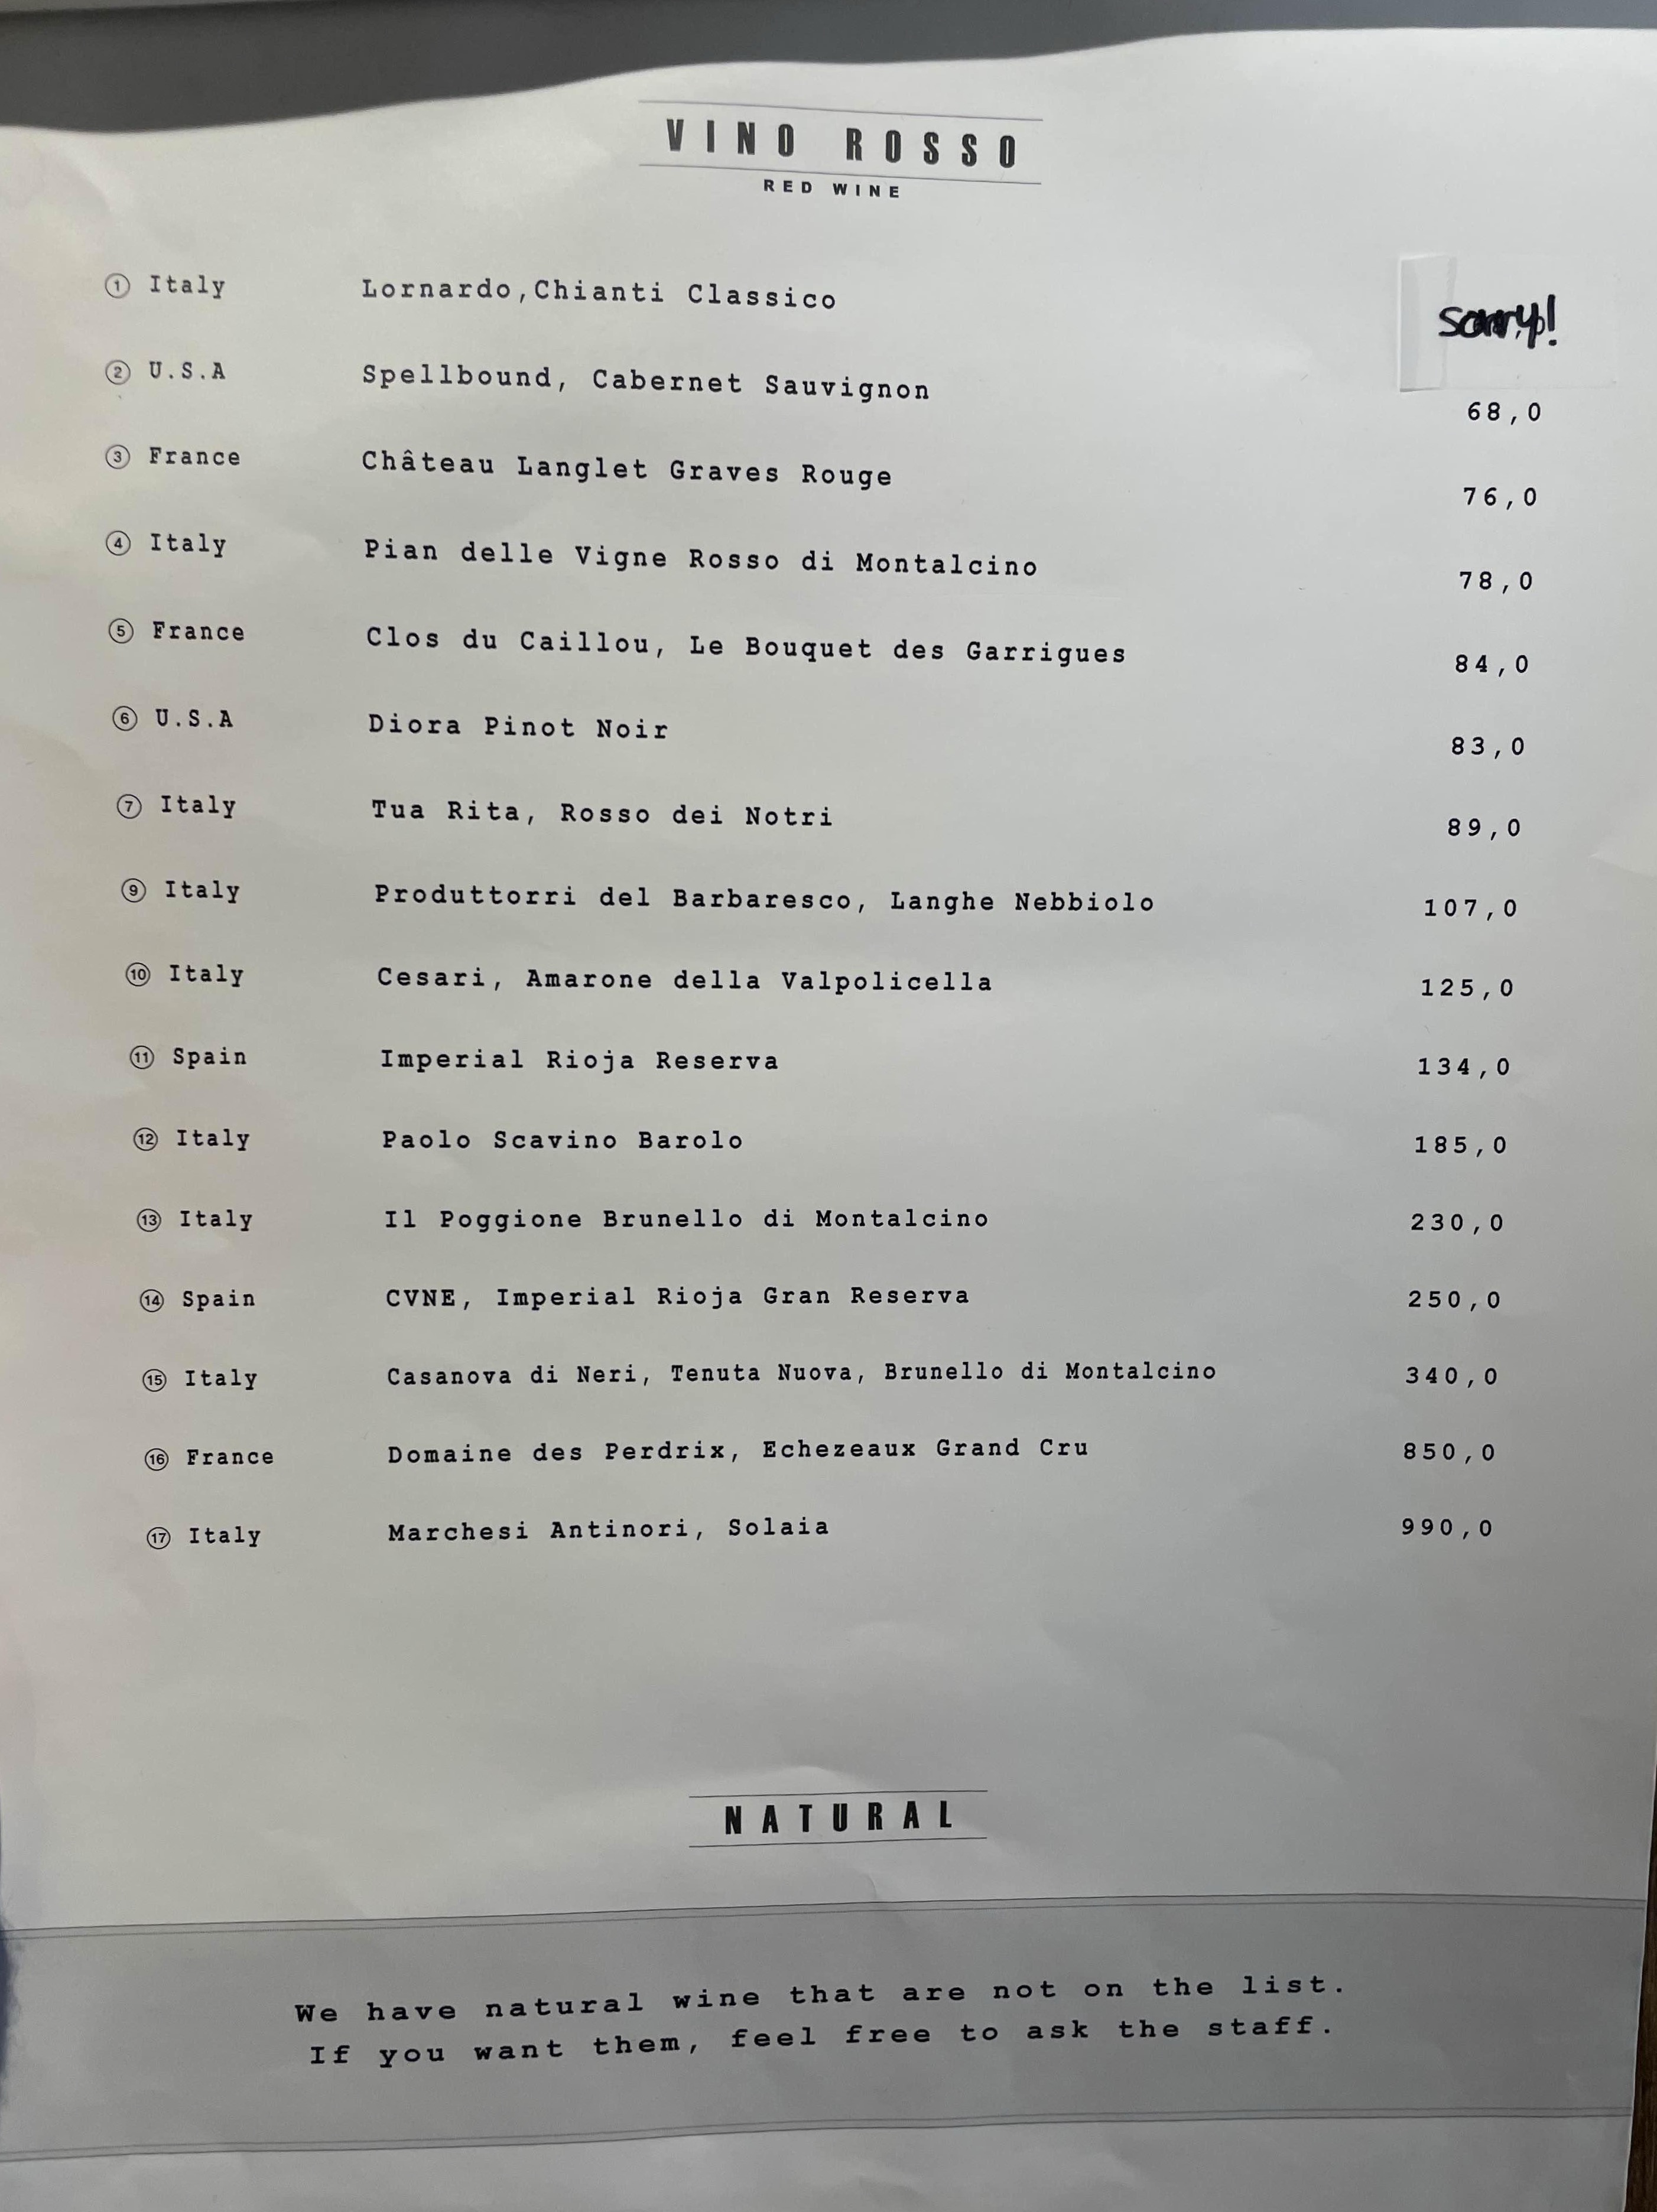 VINO ROSSO
RED WINE
① Italy Lornardo,Chianti Classico sorry!
② U.S.A Spellbound, Cabernet Sauvignon 68,0
③ France Château Langlet Graves Rouge 76,0
④ Italy Pian delle Vigne Rosso di Montalcino 78,0
⑤ France Clos du Caillou, Le Bouquet des Garrigues 84,0
⑥ U.S.A Diora Pinot Noir 83,0
⑦ Italy Tua Rita, Rosso dei Notri 89,0
⑨ Italy Produttorri del Barbaresco, Langhe Nebbiolo 107,0
⑩ Italy Cesari, Amarone della Valpolicella 125,0
⑪ Spain Imperial Rioja Reserva 134,0
⑫ Italy Paolo Scavino Barolo 185,0
⑬ Italy Il Poggione Brunello di Montalcino 230,0
⑭ Spain CVNE, Imperial Rioja Gran Reserva 250,0
⑮ Italy Casanova di Neri, Tenuta Nuova, Brunello di Montalcino 340,0
⑯ France Domaine des Perdrix, Echezeaux Grand Cru 850,0
⑰ Italy Marchesi Antinori, Solaia 990,0
NATURAL
We have natural wine that are not on the list.
If you want them, feel free to ask the staff.